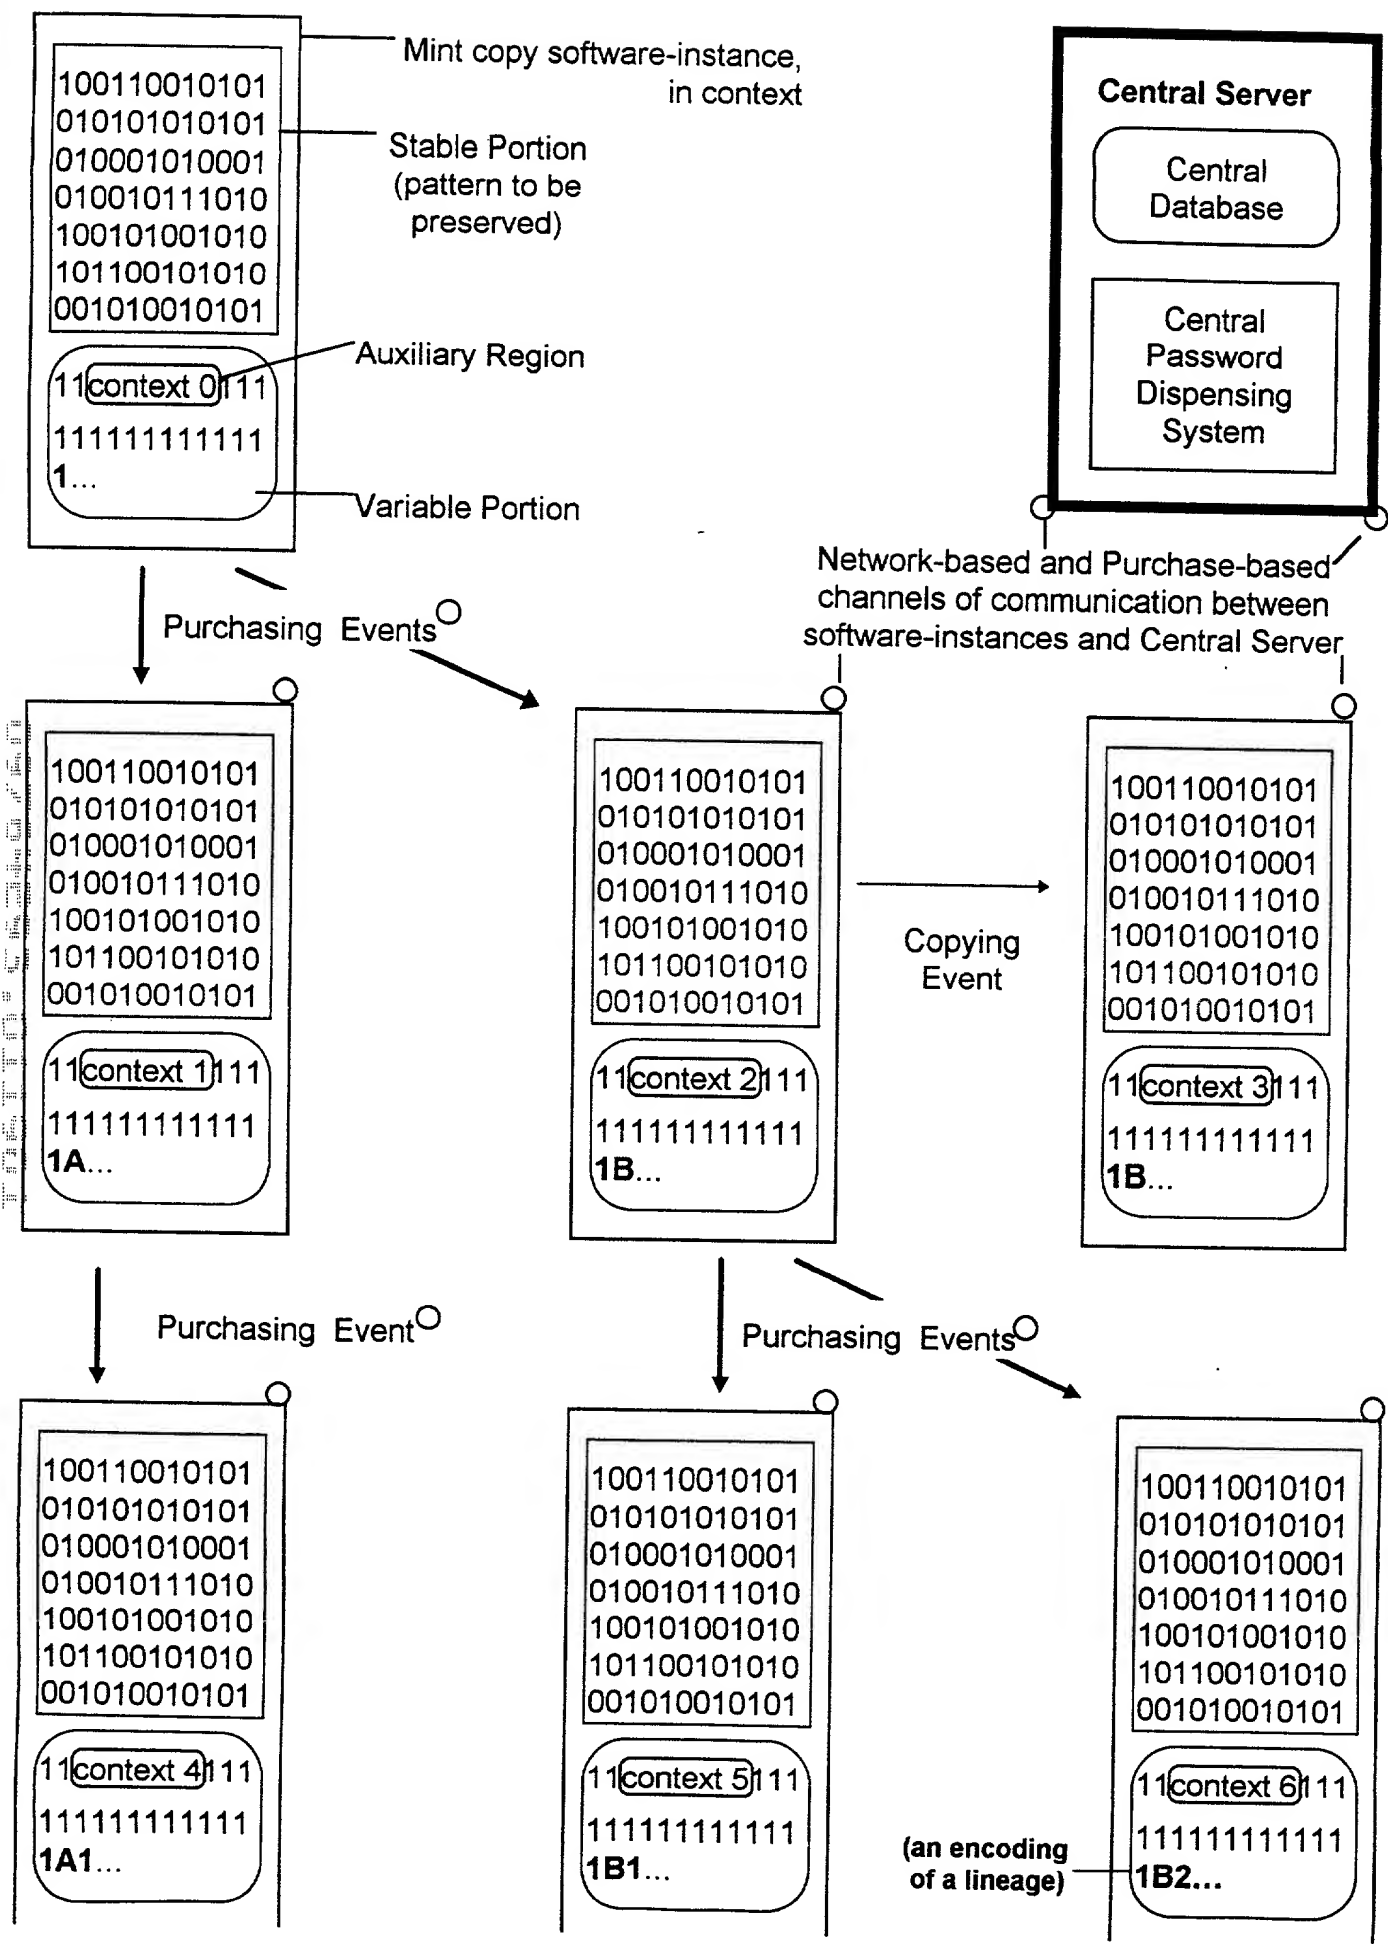 Mint copy software-instance,
in context
100110010101
010101010101
010001010001
010010111010
100101001010
101100101010
001010010101
Stable Portion
(pattern to be
preserved)
Auxiliary Region
11context 0111
111111111111
1...
Variable Portion
Central Server
Central
Database
Central
Password
Dispensing
System
Network-based and Purchase-based
channels of communication between
software-instances and Central Server
Purchasing Events
100110010101
010101010101
010001010001
010010111010
100101001010
101100101010
001010010101
11context 1111
111111111111
1A...
100110010101
010101010101
010001010001
010010111010
100101001010
101100101010
001010010101
11context 2111
111111111111
1B...
Copying
Event
100110010101
010101010101
010001010001
010010111010
100101001010
101100101010
001010010101
11context 3111
111111111111
1B...
Purchasing Event
Purchasing Events
100110010101
010101010101
010001010001
010010111010
100101001010
101100101010
001010010101
11context 4111
111111111111
1A1...
100110010101
010101010101
010001010001
010010111010
100101001010
101100101010
001010010101
11context 5111
111111111111
1B1...
100110010101
010101010101
010001010001
010010111010
100101001010
101100101010
001010010101
11context 6111
111111111111
1B2...
(an encoding
of a lineage)